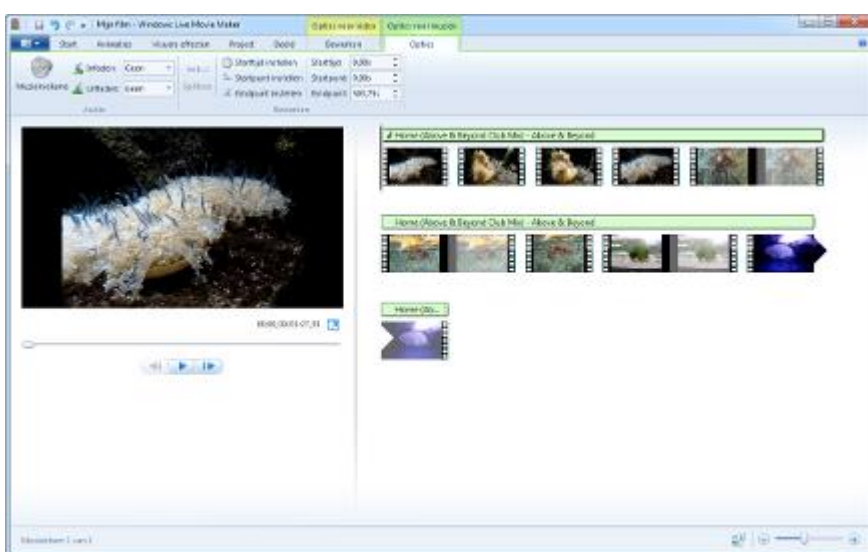 Mijn film - Windows Live Movie Maker
Opties voor video
Opties voor muziek
Start Animaties Visuele effecten Project Beeld Bewerken Opties
Muziekvolume
Infaden: Geen
Uitfaden: Geen
Audio
Splitsen
Starttijd instellen
Startpunt instellen
Eindpunt instellen
Starttijd: 0,00s
Startpunt: 0,00s
Eindpunt:
Bewerken
Home (Above & Beyond Club Mix) - Above & Beyond
Home (Above & Beyond Club Mix) - Above & Beyond
Home (Ab...